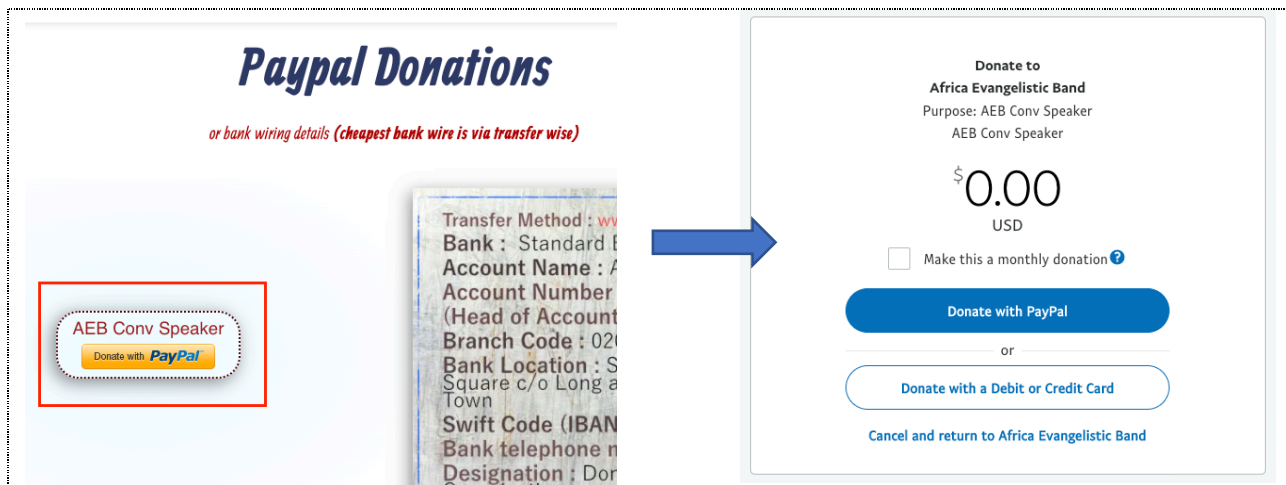 Paypal Donations
or bank wiring details (cheapest bank wire is via transfer wise)
AEB Conv Speaker
Donate with PayPal
Transfer Method :
Bank : Standard
Account Name :
Account Number
(Head of Account
Branch Code : 02
Bank Location :
Square c/o Long
Town
Swift Code (IBAN
Bank telephone
Designation :
Donate to
Africa Evangelistic Band
Purpose: AEB Conv Speaker
AEB Conv Speaker
$0.00
USD
Make this a monthly donation ?
Donate with PayPal
or
Donate with a Debit or Credit Card
Cancel and return to Africa Evangelistic Band